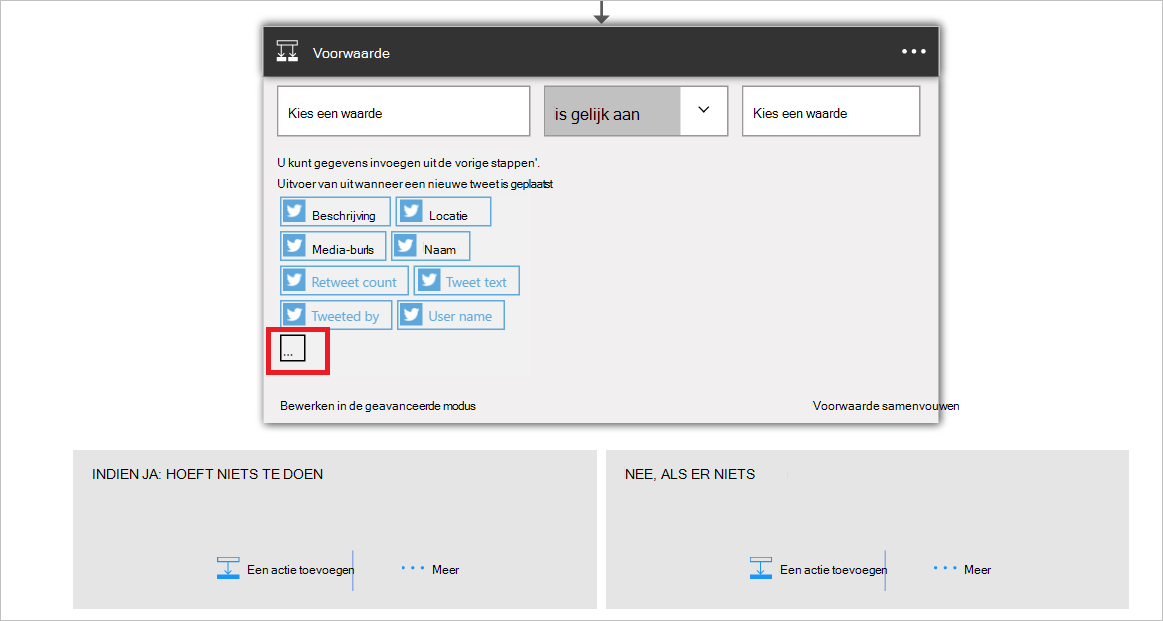 Voorwaarde
Kies een waarde
is gelijk aan
Kies een waarde
U kunt gegevens invoegen uit de vorige stappen'.
Uitvoer van uit wanneer een nieuwe tweet is geplaatst
Beschrijving Locatie
Media-burls Naam
Retweet count Tweet text
Tweeted by User name
...
Bewerken in de geavanceerde modus
Voorwaarde samenvouwen
INDIEN JA: HOEFT NIETS TE DOEN
Een actie toevoegen
Meer
NEE, ALS ER NIETS
Een actie toevoegen
Meer